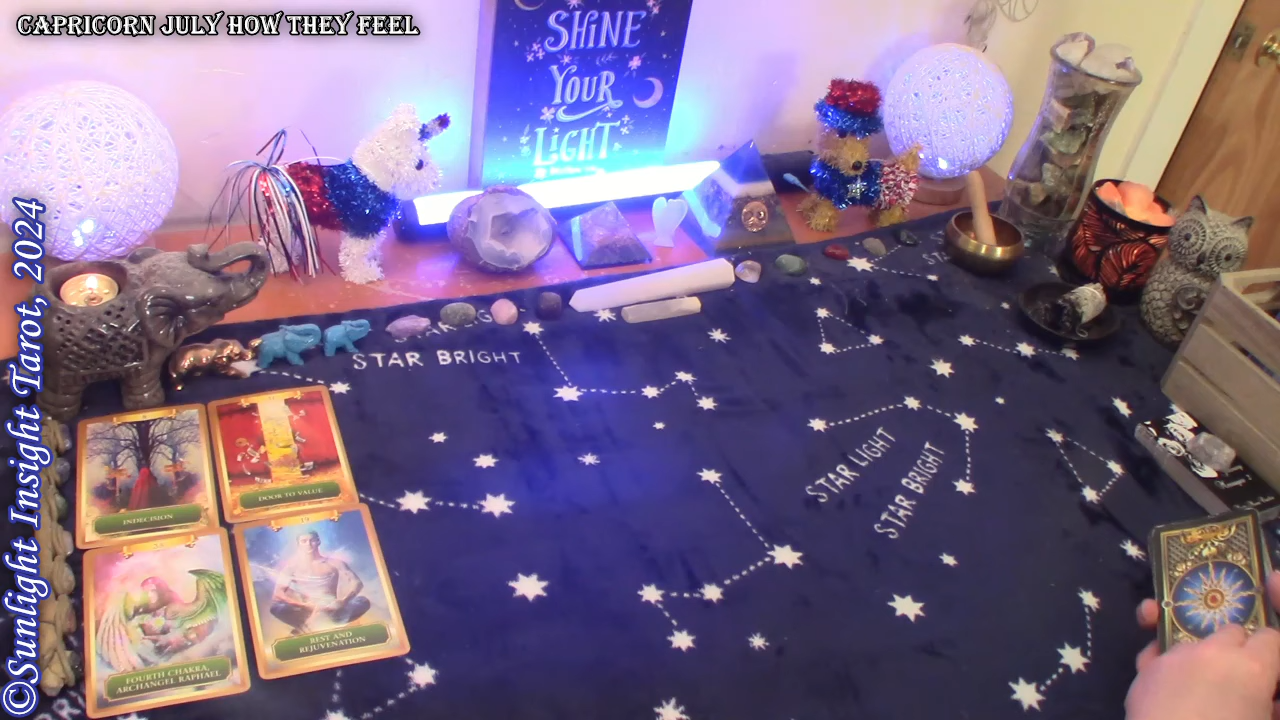 CAPRICORN JULY HOW THEY FEEL
©Sunlight Insight Tarot, 2024
SHINE
YOUR
LIGHT
STAR BRIGHT
STAR LIGHT
STAR BRIGHT
INDECISION
DOOR TO VALUE
FOURTH CHAKRA,
ARCHANGEL RAPHAEL
REST AND
REJUVENATION